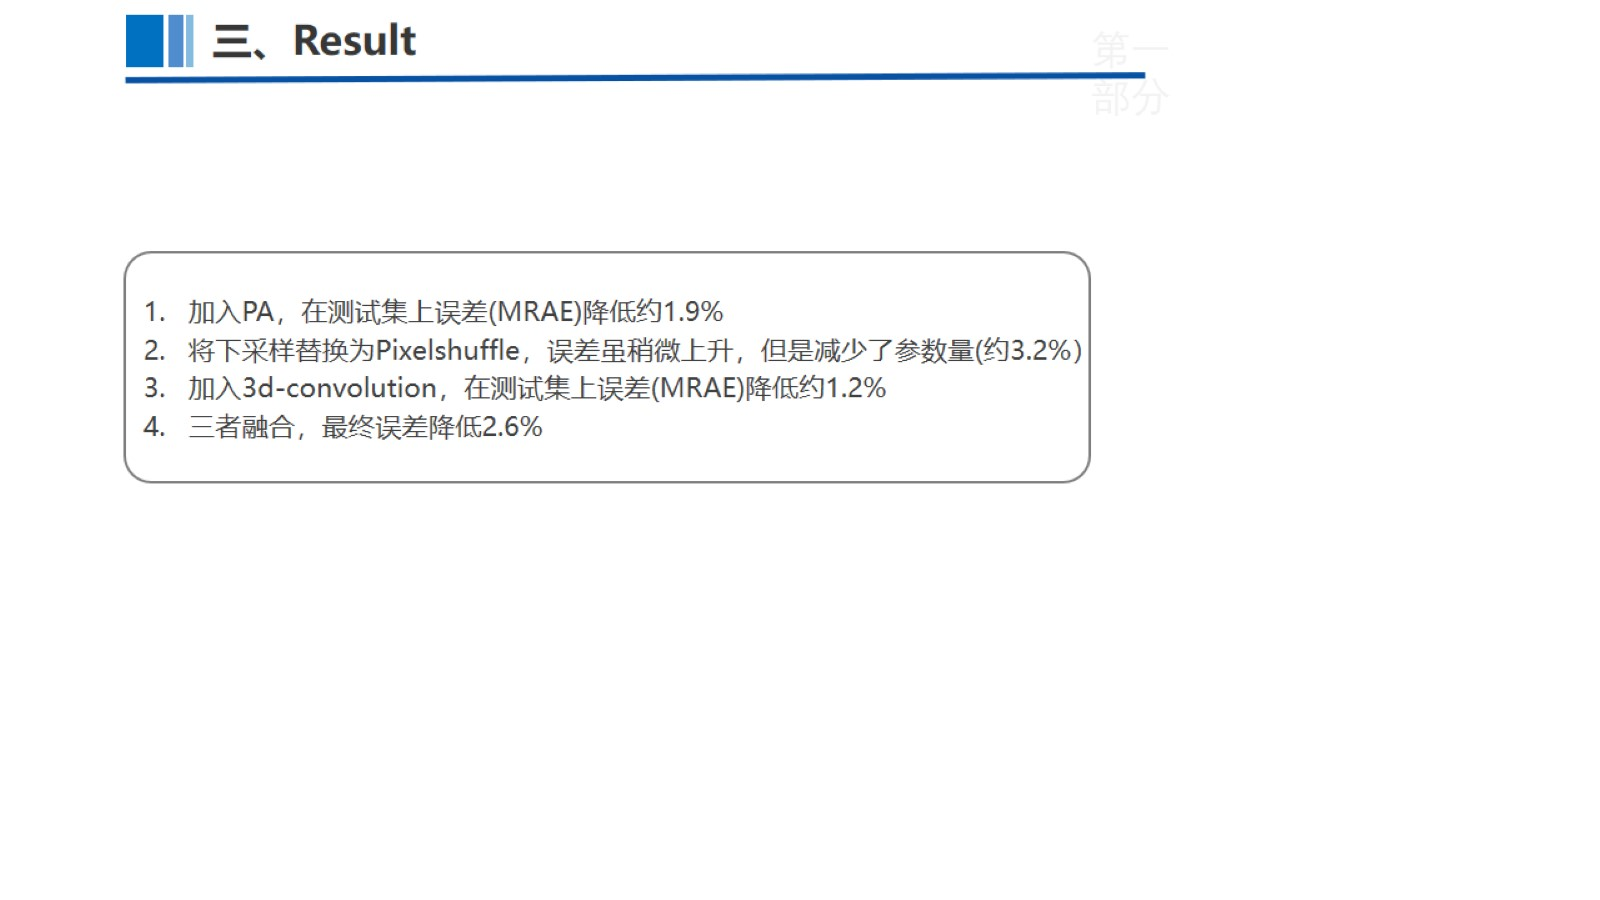 三、Result
第一
部分
1. 加入PA，在测试集上误差(MRAE)降低约1.9%
2. 将下采样替换为Pixelshuffle，误差虽稍微上升，但是减少了参数量(约3.2%)
3. 加入3d-convolution，在测试集上误差(MRAE)降低约1.2%
4. 三者融合，最终误差降低2.6%